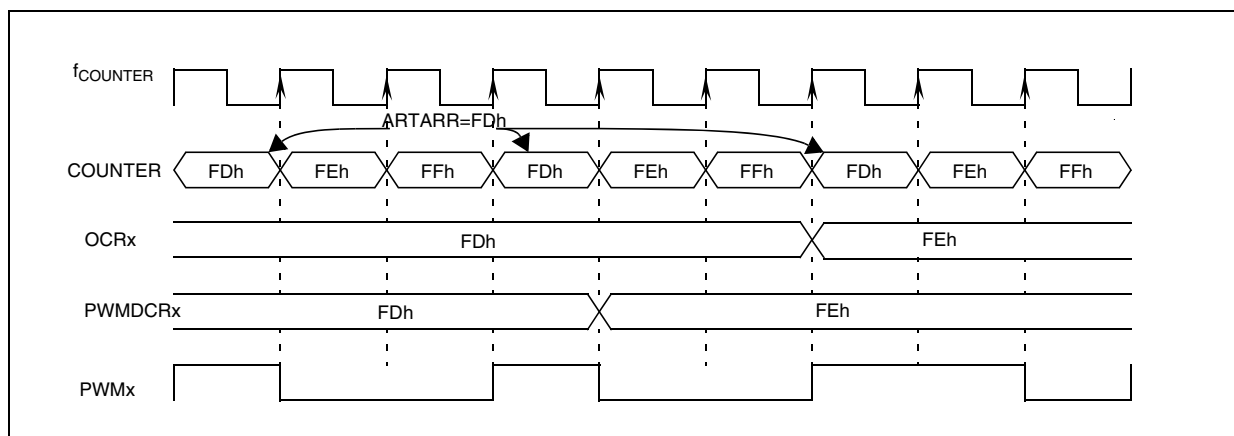 fCOUNTER
ARTARR=FDh
COUNTER FDh FEh FFh FDh FEh FFh FDh FEh FFh
OCRx FDh FEh
PWMDCRx FDh FEh
PWMx